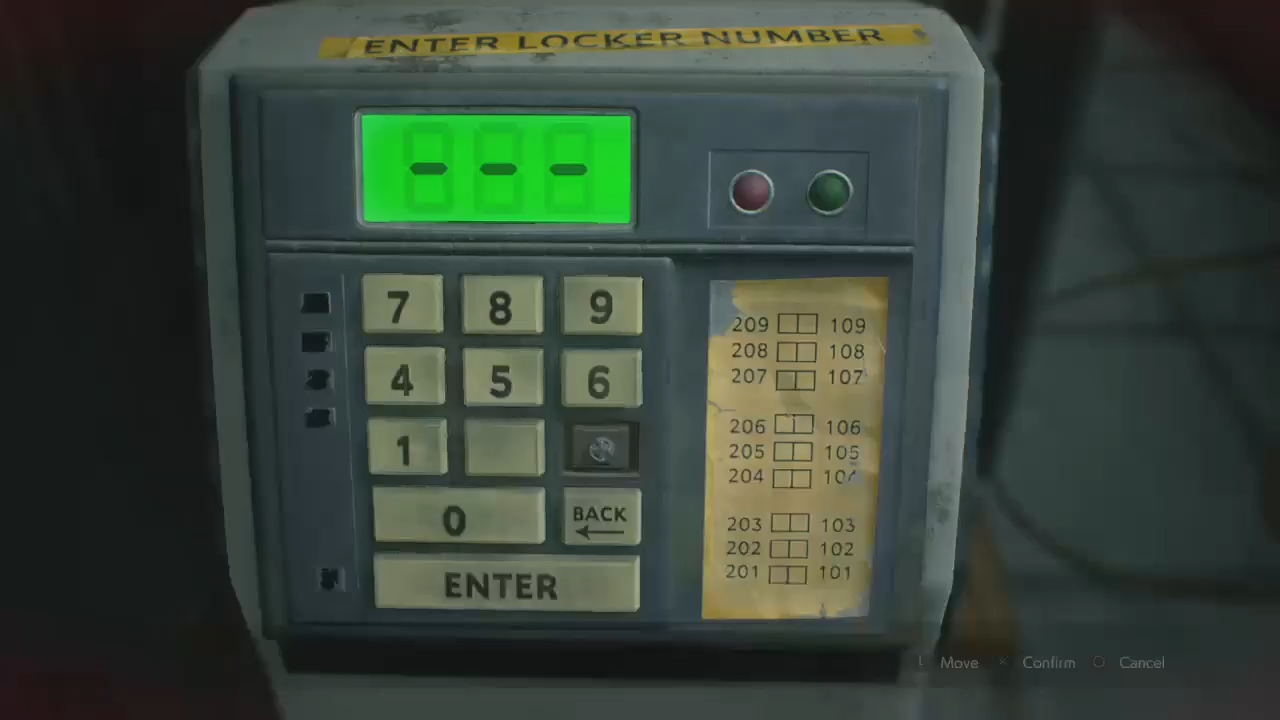 ENTER LOCKER NUMBER
---
7 8 9
4 5 6
1
0 BACK
ENTER
209 109
208 108
207 107
206 106
205 105
204 104
203 103
202 102
201 101
L Move × Confirm O Cancel